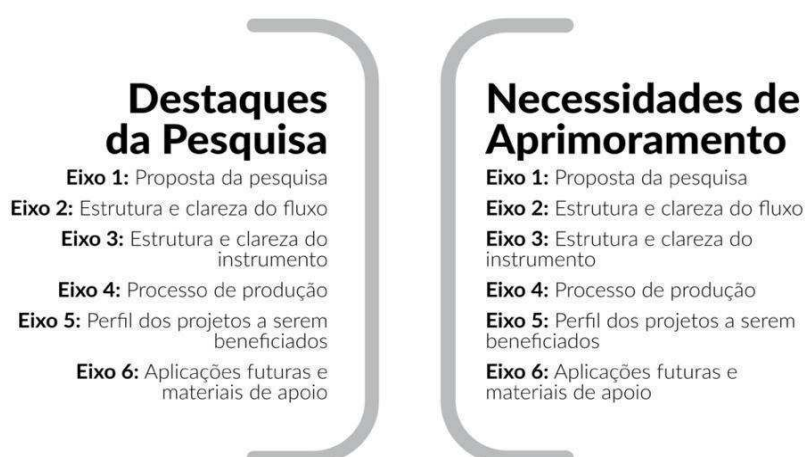 Destaques
da Pesquisa
Eixo 1: Proposta da pesquisa
Eixo 2: Estrutura e clareza do fluxo
Eixo 3: Estrutura e clareza do
instrumento
Eixo 4: Processo de produção
Eixo 5: Perfil dos projetos a serem
beneficiados
Eixo 6: Aplicações futuras e
materiais de apoio
Necessidades de
Aprimoramento
Eixo 1: Proposta da pesquisa
Eixo 2: Estrutura e clareza do fluxo
Eixo 3: Estrutura e clareza do
instrumento
Eixo 4: Processo de produção
Eixo 5: Perfil dos projetos a serem
beneficiados
Eixo 6: Aplicações futuras e
materiais de apoio